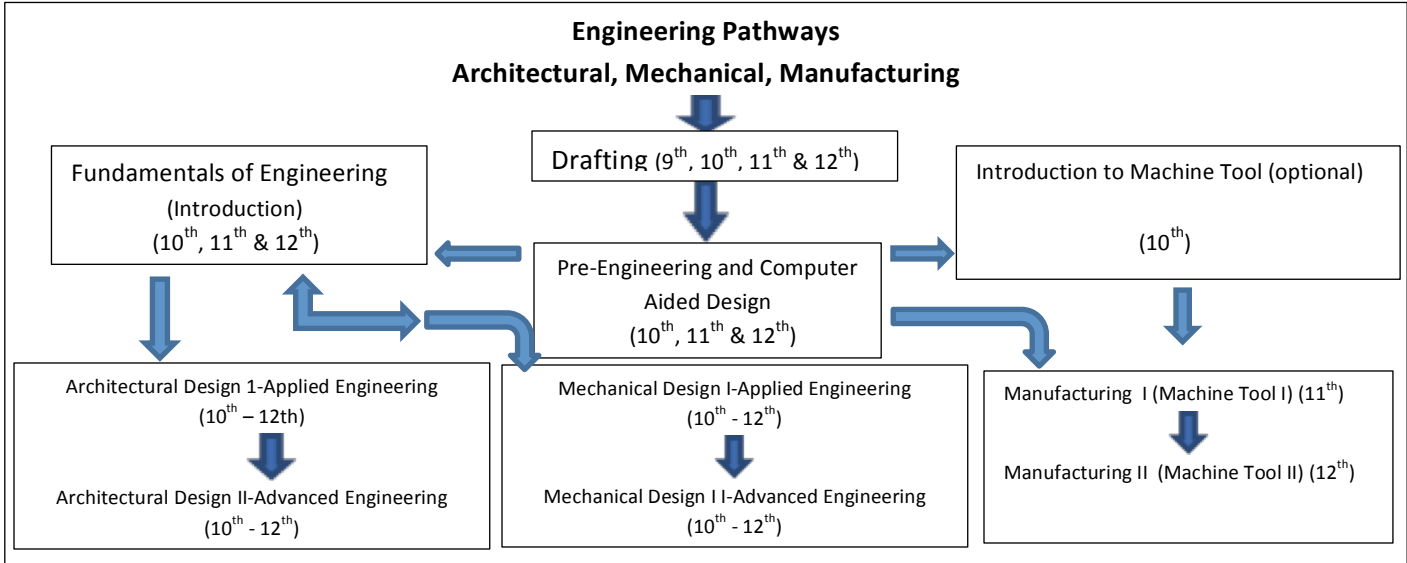 Engineering Pathways
Architectural, Mechanical, Manufacturing
Drafting (9th, 10th, 11th & 12th)
Fundamentals of Engineering
(Introduction)
(10th, 11th & 12th)
Introduction to Machine Tool (optional)
(10th)
Pre-Engineering and Computer
Aided Design
(10th, 11th & 12th)
Architectural Design 1-Applied Engineering
(10th – 12th)
Architectural Design II-Advanced Engineering
(10th - 12th)
Mechanical Design I-Applied Engineering
(10th - 12th)
Mechanical Design I I-Advanced Engineering
(10th - 12th)
Manufacturing I (Machine Tool I) (11th)
Manufacturing II (Machine Tool II) (12th)